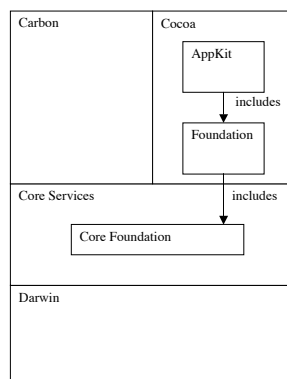 Carbon
Cocoa
AppKit
includes
Foundation
Core Services
includes
Core Foundation
Darwin